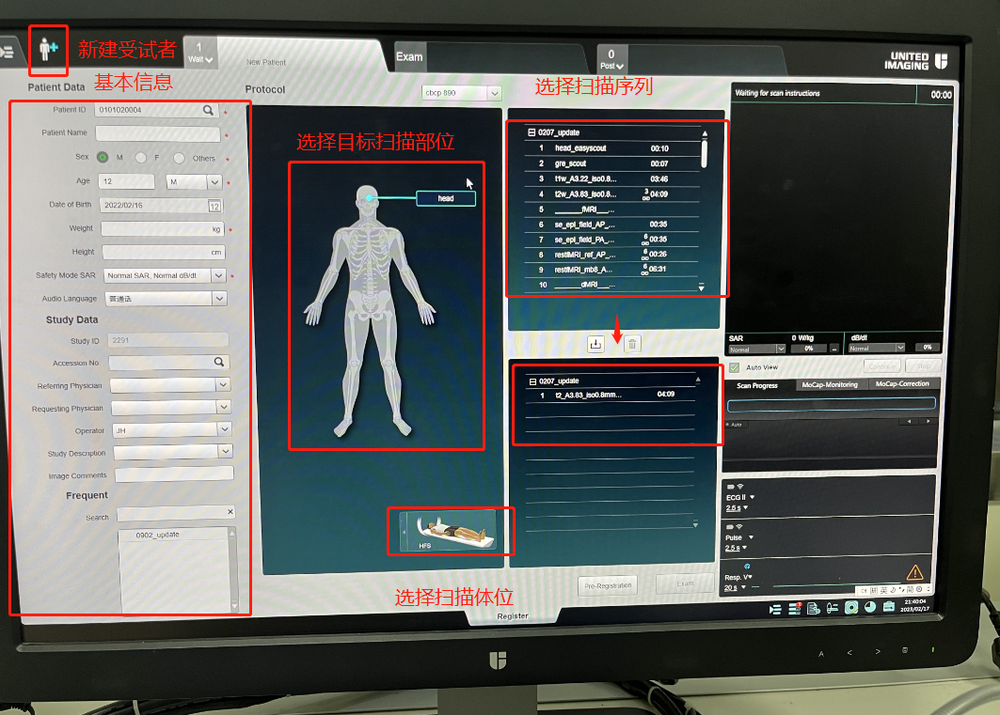 新建受试者
1
Wait
New Patient
Exam
0
Post
UNITED
IMAGING
Patient Data
基本信息
Patient ID 0101020004 *
Patient Name *
Sex M F Others *
Age 12 M *
Date of Birth 2022/02/16 12
Weight kg *
Height cm
Safety Mode SAR Normal SAR, Normal dB/dt *
Audio Language 普通话
Study Data
Study ID 2291
Accession No
Referring Physician
Requesting Physician
Operator JH
Study Description
Image Comments
Frequent
Search
0902_update
Protocol
cbcp 890
选择目标扫描部位
head
HFS
选择扫描体位
选择扫描序列
0207_update
1 head_easyscout 00:10
2 gre_scout 00:07
3 t1w_A3.22_iso0.8... 03:46
4 t2w_A3.83_iso0.8... 3 04:09
5 ______fMRI___...
6 se_epi_field_AP_... 00:35
7 se_epi_field_PA_... 6 00:35
8 restfMRI_ref_AP_... 6 00:26
9 restfMRI_mb8_A... 6 06:31
10 ______dMRI___...
0207_update
1 t2_A3.83_iso0.8mm... 04:09
Pre-Registration
Exam
Register
Waiting for scan instructions 00:00
SAR 0 W/kg dB/dt
Normal 0% ... Normal 0%
Auto View Continue Stop
Scan Progress MoCap-Monitoring MoCap-Correction
Auto
ECG II
2.5 s
Pulse
2.5 s
Resp. V
20 s
英
简
21:40:04
2023/02/17
A < >